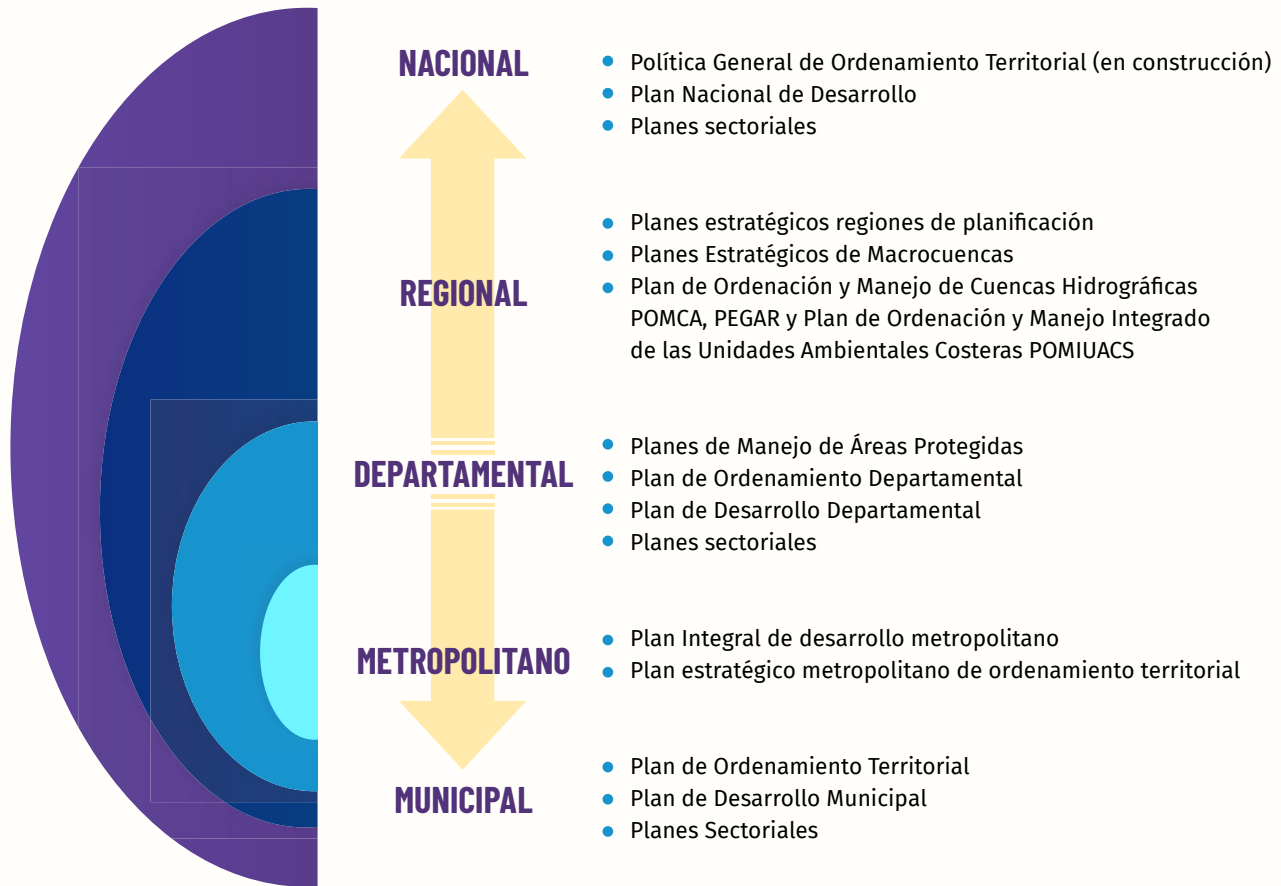 NACIONAL
• Política General de Ordenamiento Territorial (en construcción)
• Plan Nacional de Desarrollo
• Planes sectoriales
REGIONAL
• Planes estratégicos regiones de planificación
• Planes Estratégicos de Macrocuencas
• Plan de Ordenación y Manejo de Cuencas Hidrográficas
POMCA, PEGAR y Plan de Ordenación y Manejo Integrado
de las Unidades Ambientales Costeras POMIUACS
DEPARTAMENTAL
• Planes de Manejo de Áreas Protegidas
• Plan de Ordenamiento Departamental
• Plan de Desarrollo Departamental
• Planes sectoriales
METROPOLITANO
• Plan Integral de desarrollo metropolitano
• Plan estratégico metropolitano de ordenamiento territorial
MUNICIPAL
• Plan de Ordenamiento Territorial
• Plan de Desarrollo Municipal
• Planes Sectoriales